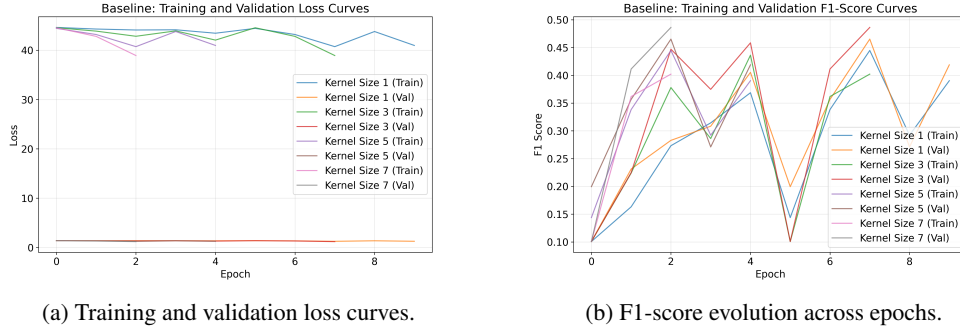 Baseline: Training and Validation Loss Curves
40
30
20
10
0
Loss
Kernel Size 1 (Train)
Kernel Size 1 (Val)
Kernel Size 3 (Train)
Kernel Size 3 (Val)
Kernel Size 5 (Train)
Kernel Size 5 (Val)
Kernel Size 7 (Train)
Kernel Size 7 (Val)
0 2 4 6 8
Epoch
(a) Training and validation loss curves.
Baseline: Training and Validation F1-Score Curves
0.50
0.45
0.40
0.35
0.30
0.25
0.20
0.15
0.10
F1 Score
Kernel Size 1 (Train)
Kernel Size 1 (Val)
Kernel Size 3 (Train)
Kernel Size 3 (Val)
Kernel Size 5 (Train)
Kernel Size 5 (Val)
Kernel Size 7 (Train)
Kernel Size 7 (Val)
0 2 4 6 8
Epoch
(b) F1-score evolution across epochs.